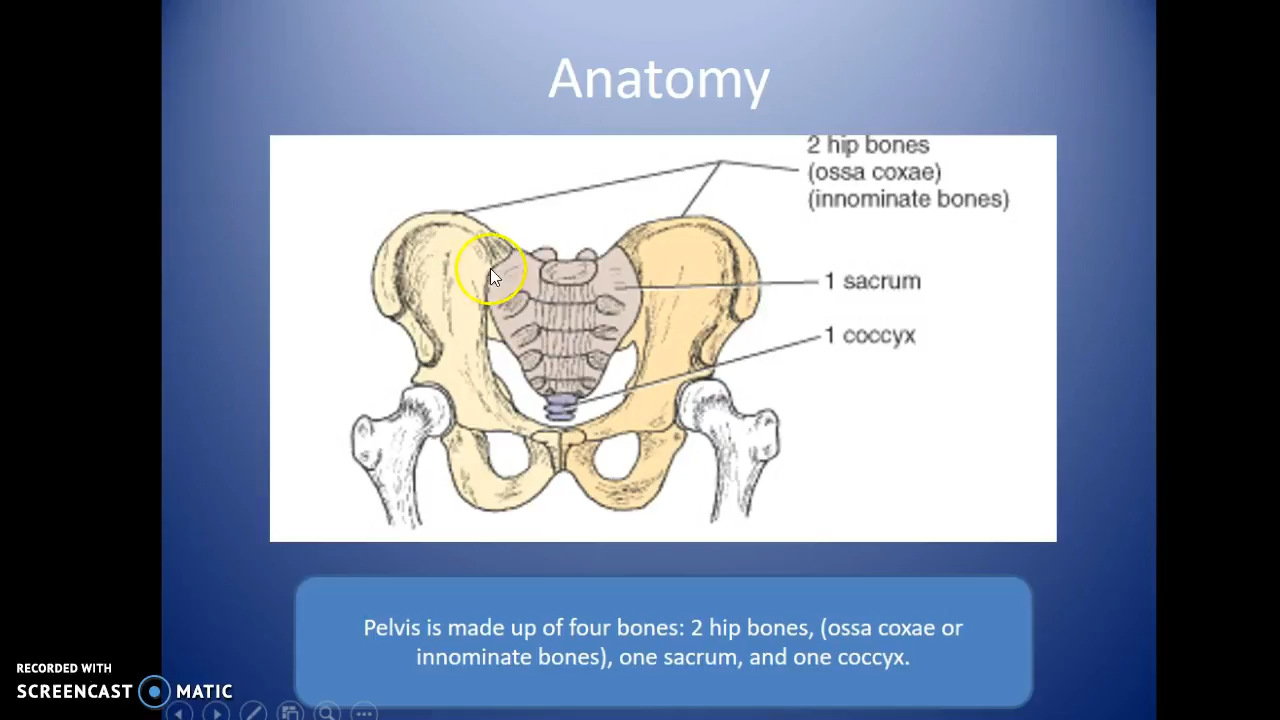 Anatomy
2 hip bones
(ossa coxae)
(innominate bones)
1 sacrum
1 coccyx
Pelvis is made up of four bones: 2 hip bones, (ossa coxae or
innominate bones), one sacrum, and one coccyx.
RECORDED WITH
SCREENCAST MATIC